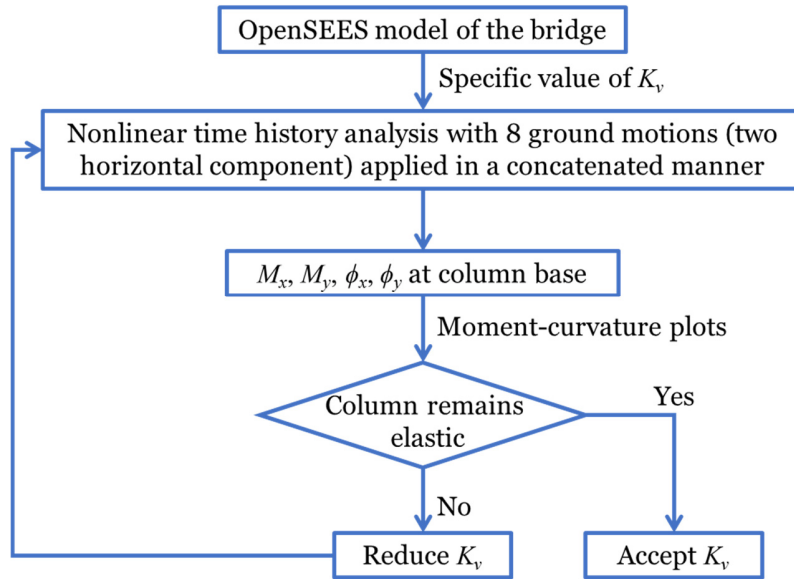 OpenSEES model of the bridge
Specific value of Kᵥ
Nonlinear time history analysis with 8 ground motions (two
horizontal component) applied in a concatenated manner
Mₓ, M_y, ϕₓ, ϕ_y at column base
Moment-curvature plots
Column remains
elastic
Yes
No
Reduce Kᵥ
Accept Kᵥ